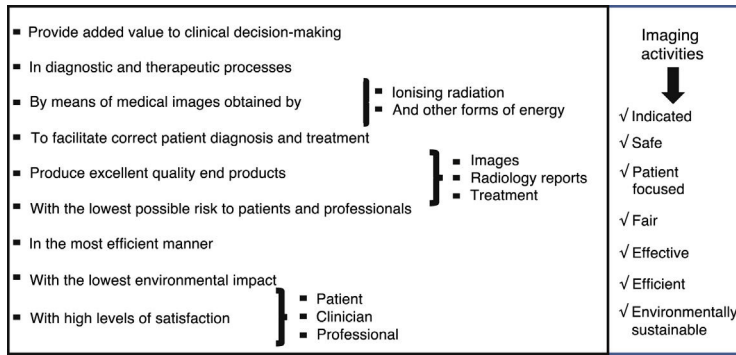 ▪ Provide added value to clinical decision-making
▪ In diagnostic and therapeutic processes
▪ By means of medical images obtained by
▪ Ionising radiation
▪ And other forms of energy
▪ To facilitate correct patient diagnosis and treatment
▪ Produce excellent quality end products
▪ Images
▪ Radiology reports
▪ Treatment
▪ With the lowest possible risk to patients and professionals
▪ In the most efficient manner
▪ With the lowest environmental impact
▪ With high levels of satisfaction
▪ Patient
▪ Clinician
▪ Professional
Imaging
activities
√ Indicated
√ Safe
√ Patient
focused
√ Fair
√ Effective
√ Efficient
√ Environmentally
sustainable